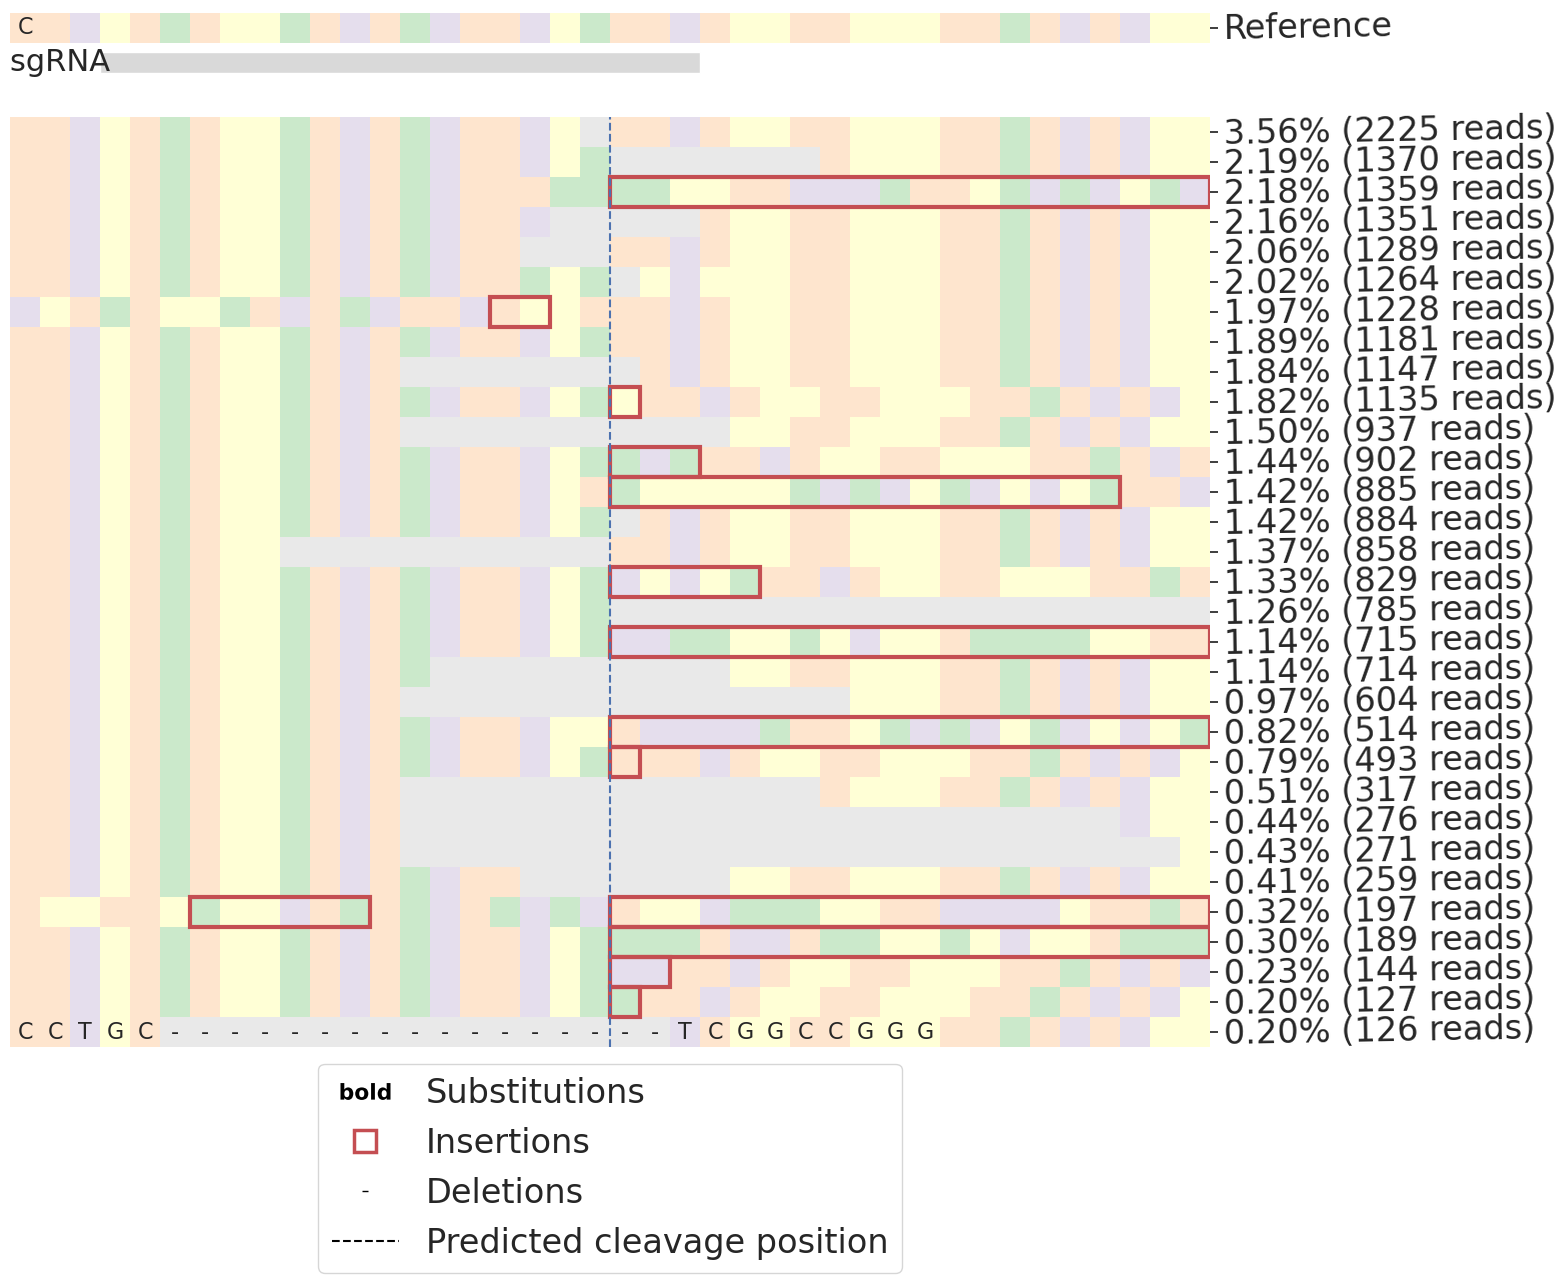 C Reference
sgRNA
3.56% (2225 reads)
2.19% (1370 reads)
2.18% (1359 reads)
2.16% (1351 reads)
2.06% (1289 reads)
2.02% (1264 reads)
1.97% (1228 reads)
1.89% (1181 reads)
1.84% (1147 reads)
1.82% (1135 reads)
1.50% (937 reads)
1.44% (902 reads)
1.42% (885 reads)
1.42% (884 reads)
1.37% (858 reads)
1.33% (829 reads)
1.26% (785 reads)
1.14% (715 reads)
1.14% (714 reads)
0.97% (604 reads)
0.82% (514 reads)
0.79% (493 reads)
0.51% (317 reads)
0.44% (276 reads)
0.43% (271 reads)
0.41% (259 reads)
0.32% (197 reads)
0.30% (189 reads)
0.23% (144 reads)
0.20% (127 reads)
C C T G C - - - - - - - - - - - - - - - - - T C G G C C G G G 0.20% (126 reads)
bold Substitutions
Insertions
- Deletions
Predicted cleavage position